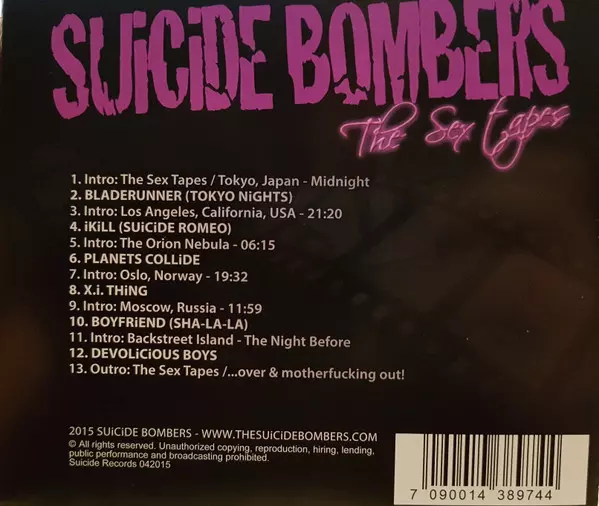 SUiCiDE BOMBERS
The Sex Tapes
1. Intro: The Sex Tapes / Tokyo, Japan - Midnight
2. BLADERUNNER (TOKYO NiGHTS)
3. Intro: Los Angeles, California, USA - 21:20
4. iKiLL (SUiCiDE ROMEO)
5. Intro: The Orion Nebula - 06:15
6. PLANETS COLLiDE
7. Intro: Oslo, Norway - 19:32
8. X.i. THiNG
9. Intro: Moscow, Russia - 11:59
10. BOYFRiEND (SHA-LA-LA)
11. Intro: Backstreet Island - The Night Before
12. DEVOLiCiOUS BOYS
13. Outro: The Sex Tapes /...over & motherfucking out!
2015 SUiCiDE BOMBERS - WWW.THESUiCiDEBOMBERS.COM
© All rights reserved. Unauthorized copying, reproduction, hiring, lending,
public performance and broadcasting prohibited.
Suicide Records 042015
7 090014 389744